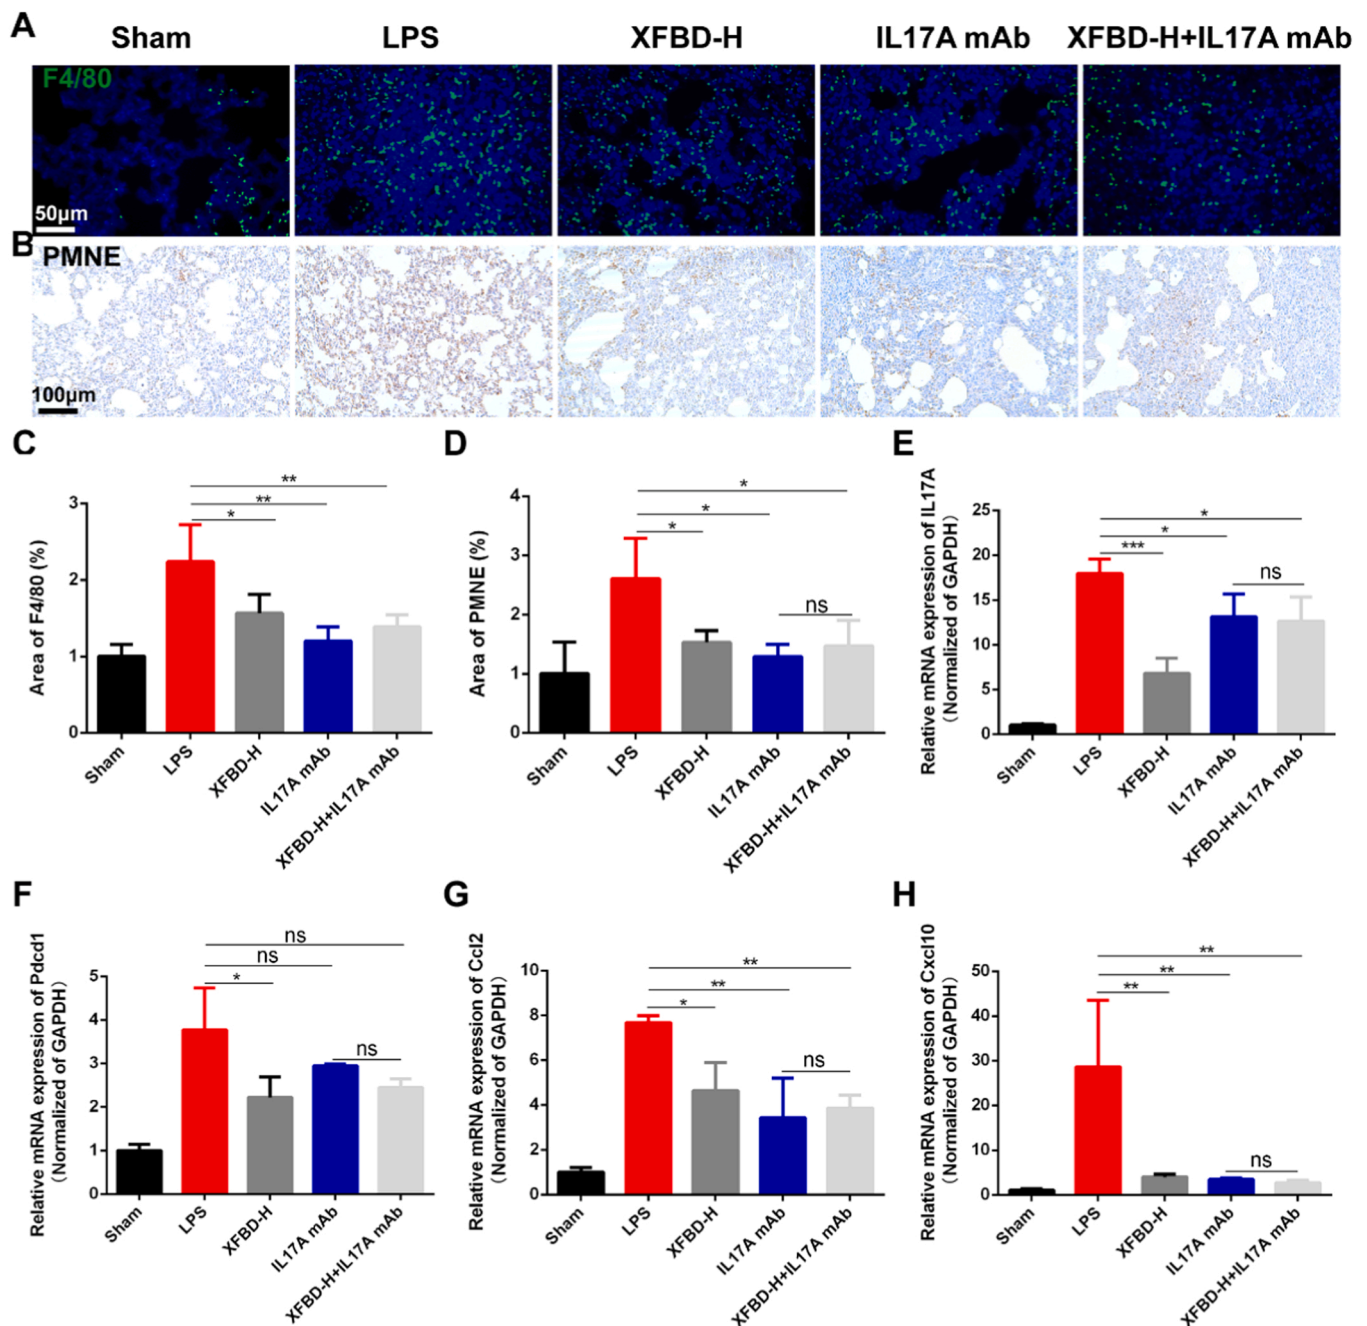 A
Sham LPS XFBD-H IL17A mAb XFBD-H+IL17A mAb
F4/80
50μm
B
PMNE
100μm
C
Area of F4/80 (%)
3
2
1
0
**
**
*
Sham LPS XFBD-H IL17A mAb XFBD-H+IL17A mAb
D
Area of PMNE (%)
4
3
2
1
0
*
*
*
ns
Sham LPS XFBD-H IL17A mAb XFBD-H+IL17A mAb
E
Relative mRNA expression of IL17A
(Normalized of GAPDH)
25
20
15
10
5
0
*
*
***
ns
Sham LPS XFBD-H IL17A mAb XFBD-H+IL17A mAb
F
Relative mRNA expression of Pdcd1
(Normalized of GAPDH)
5
4
3
2
1
0
ns
ns
*
ns
Sham LPS XFBD-H IL17A mAb XFBD-H+IL17A mAb
G
Relative mRNA expression of Ccl2
(Normalized of GAPDH)
10
8
6
4
2
0
**
**
*
ns
Sham LPS XFBD-H IL17A mAb XFBD-H+IL17A mAb
H
Relative mRNA expression of Cxcl10
(Normalized of GAPDH)
50
40
30
20
10
0
**
**
**
ns
Sham LPS XFBD-H IL17A mAb XFBD-H+IL17A mAb